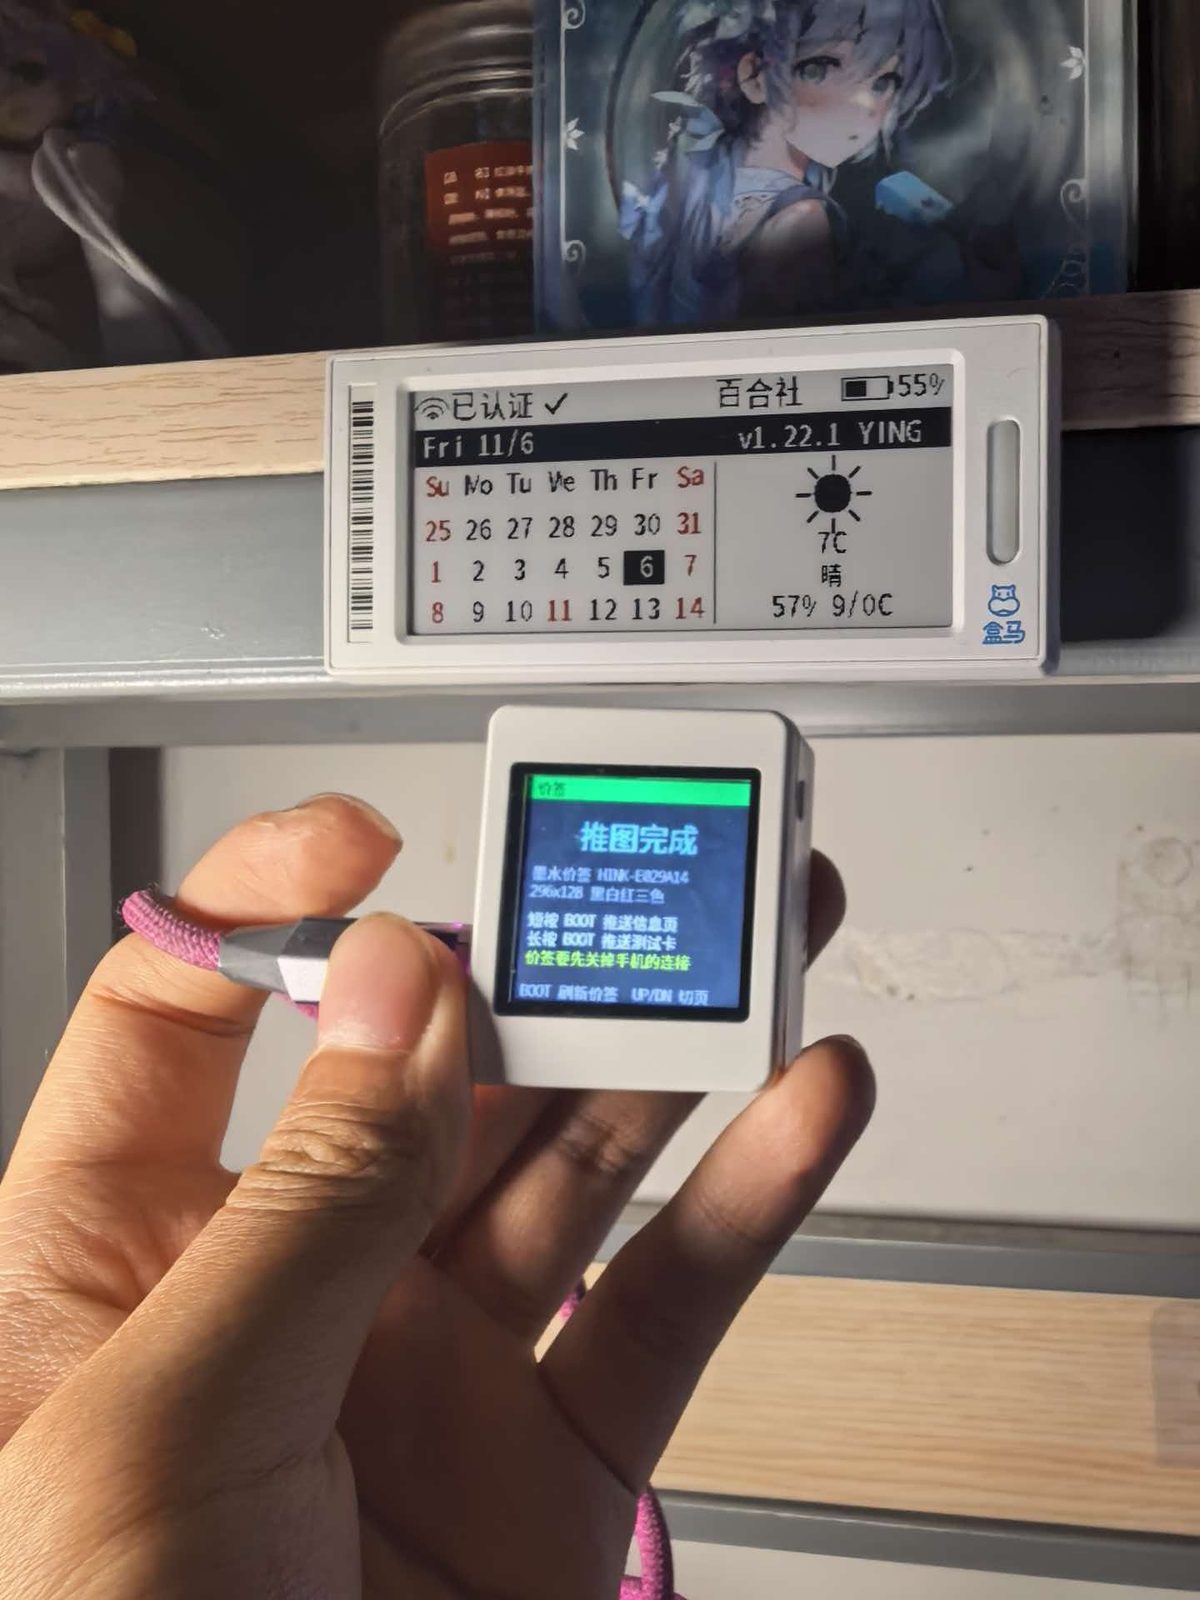 已认证 ✓ 百合社 55%
Fri 11/6 v1.22.1 YING
Su Mo Tu We Th Fr Sa
25 26 27 28 29 30 31
1 2 3 4 5 6 7
8 9 10 11 12 13 14
7C
晴
57% 9/0C
盒马
价签
推图完成
墨水价签 HINK-E029A14
296x128 黑白红三色
短按 BOOT 推送信息页
长按 BOOT 推送测试卡
价签要先关掉手机的连接
BOOT 刷新价签 UP/DN 切页